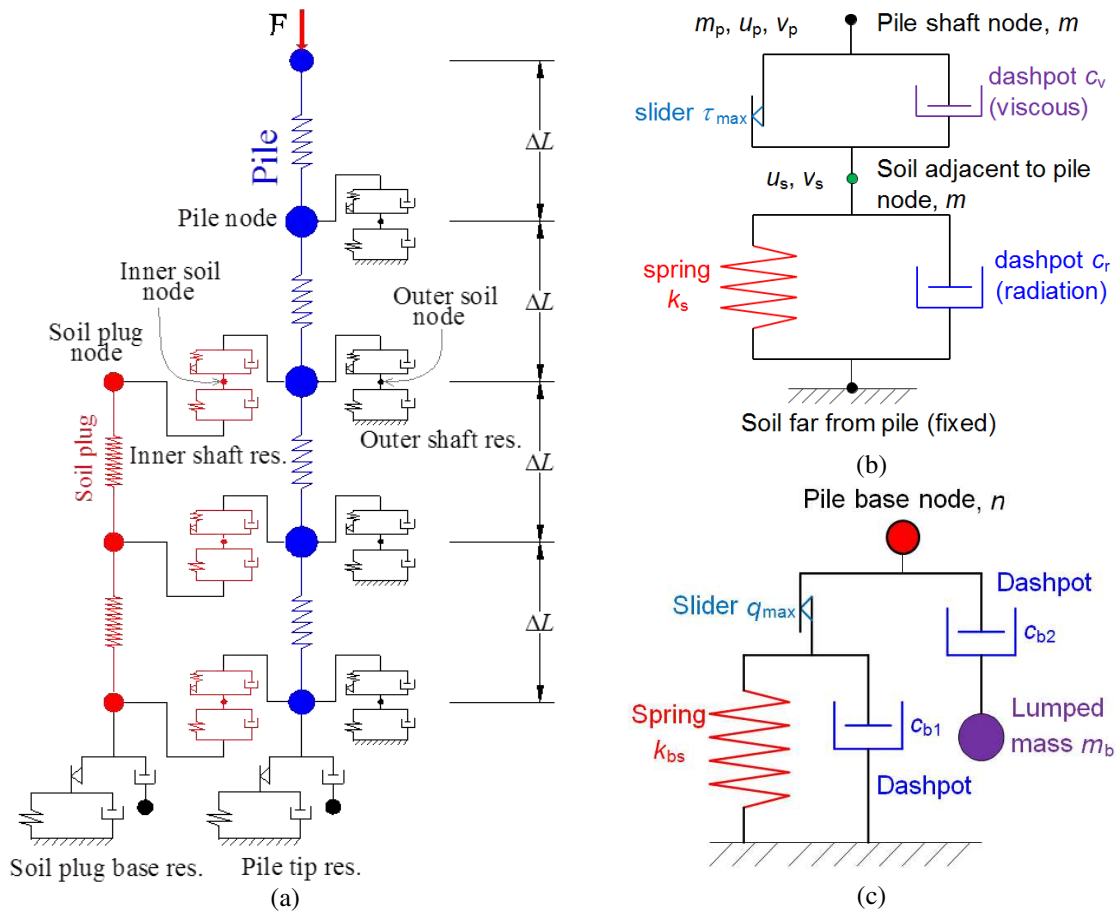 F
ΔL
Pile
Pile node
Inner soil
node
Outer soil
node
ΔL
Soil plug
node
Soil plug
Inner shaft res.
Outer shaft res.
ΔL
ΔL
Soil plug base res.
Pile tip res.
(a)
mp, up, vp
Pile shaft node, m
dashpot cv
(viscous)
slider τmax
us, vs
Soil adjacent to pile
node, m
spring
ks
dashpot cr
(radiation)
Soil far from pile (fixed)
(b)
Pile base node, n
Dashpot
Slider qmax
cb2
Spring
kbs
cb1
Lumped
mass mb
Dashpot
(c)